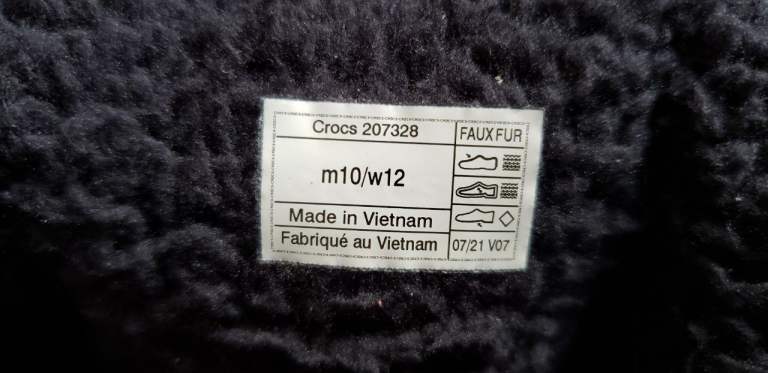 Crocs 207328
FAUX FUR
m10/w12
Made in Vietnam
Fabriqué au Vietnam
07/21 V07